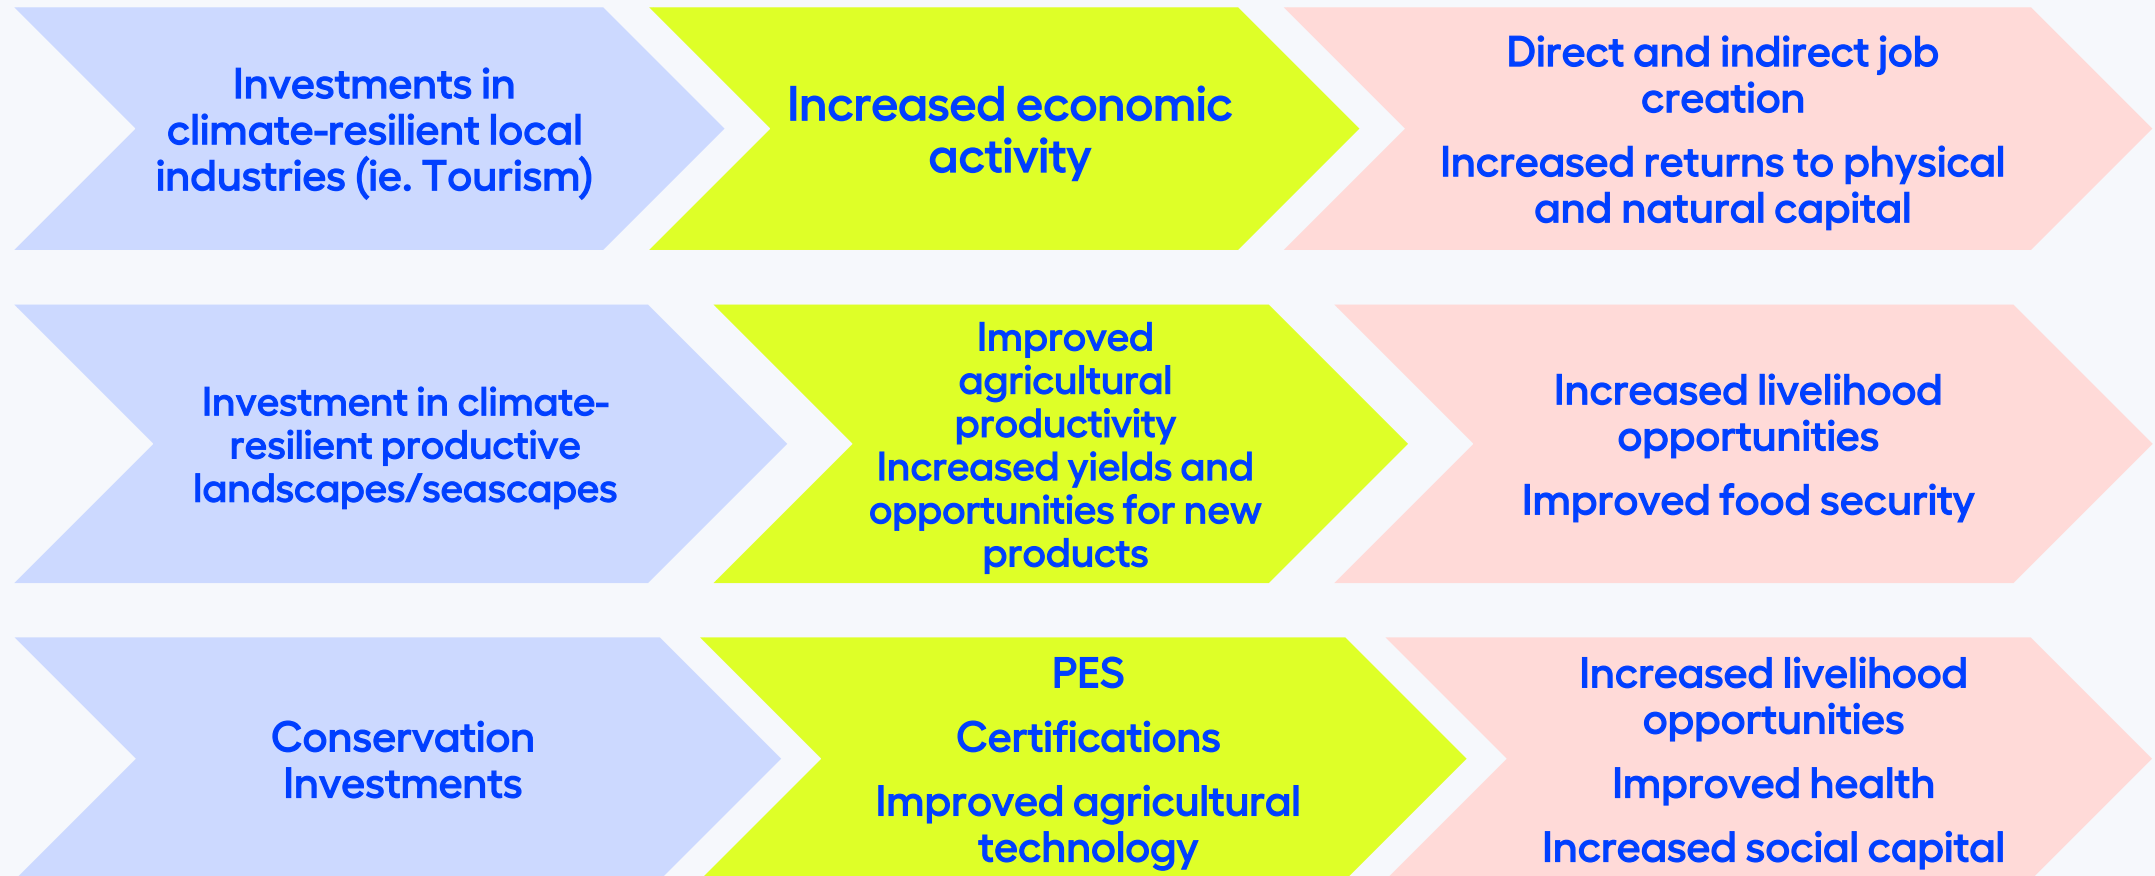 Investments in
climate-resilient local
industries (ie. Tourism)
Increased economic
activity
Direct and indirect job
creation
Increased returns to physical
and natural capital
Investment in climate-
resilient productive
landscapes/seascapes
Improved
agricultural
productivity
Increased yields and
opportunities for new
products
Increased livelihood
opportunities
Improved food security
Conservation
Investments
PES
Certifications
Improved agricultural
technology
Increased livelihood
opportunities
Improved health
Increased social capital